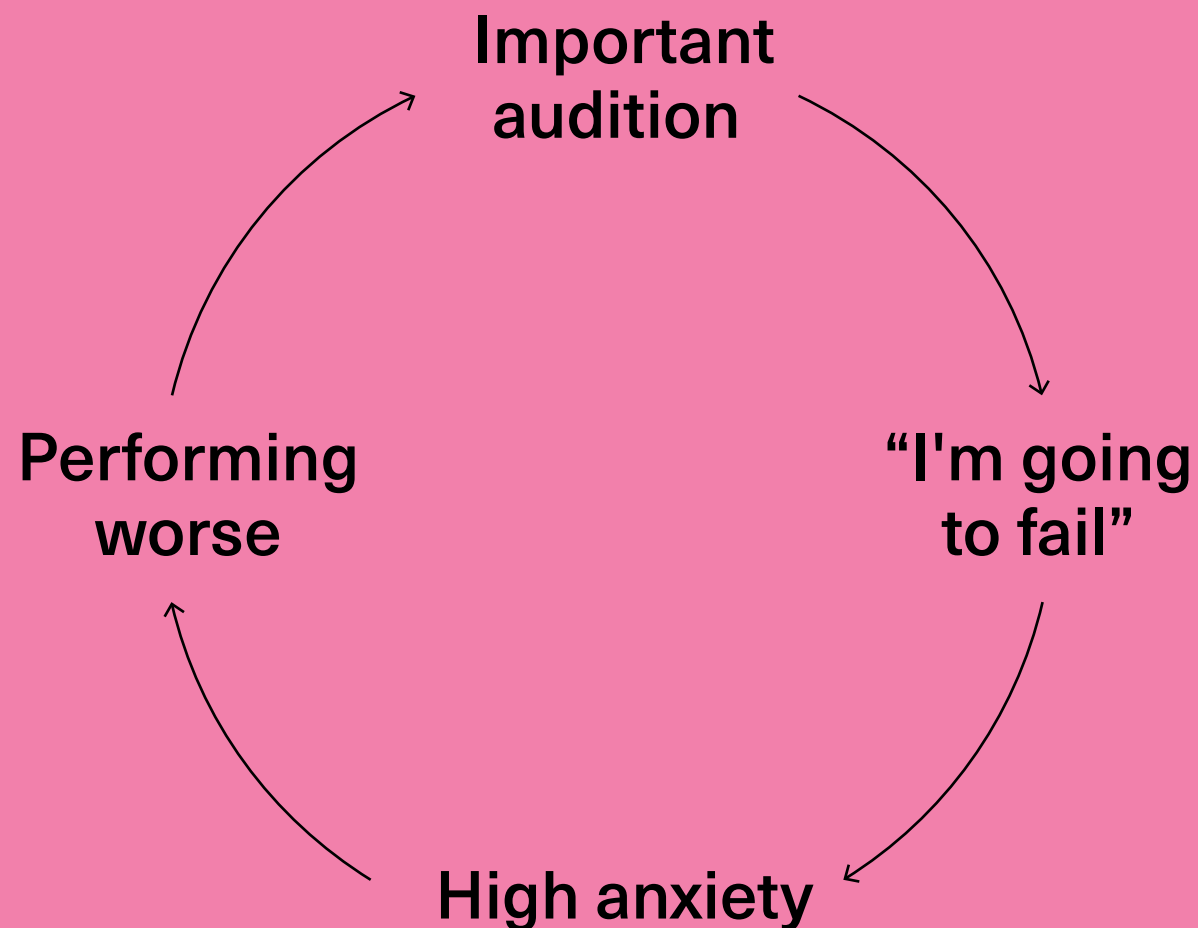 Important
audition
“I'm going
to fail”
High anxiety
Performing
worse